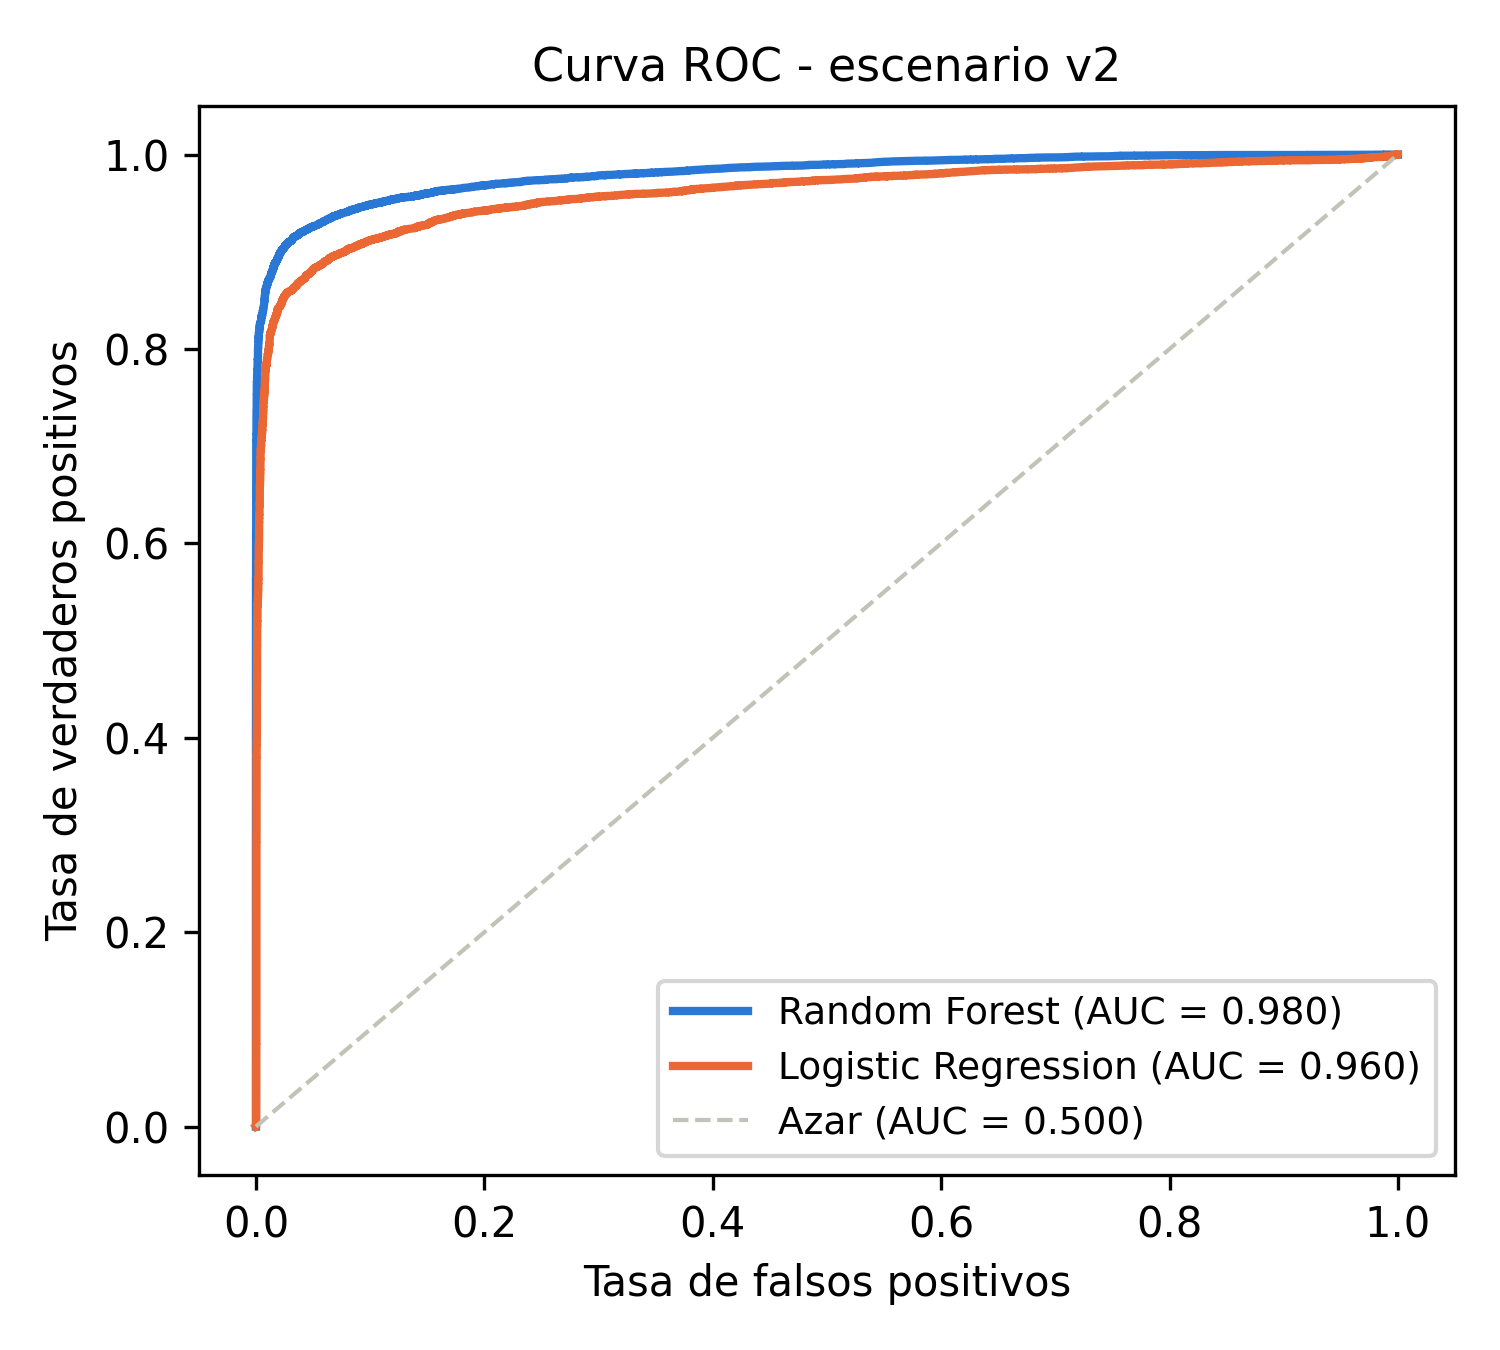 Curva ROC - escenario v2
Tasa de verdaderos positivos
1.0
0.8
0.6
0.4
0.2
0.0
Random Forest (AUC = 0.980)
Logistic Regression (AUC = 0.960)
Azar (AUC = 0.500)
0.0 0.2 0.4 0.6 0.8 1.0
Tasa de falsos positivos